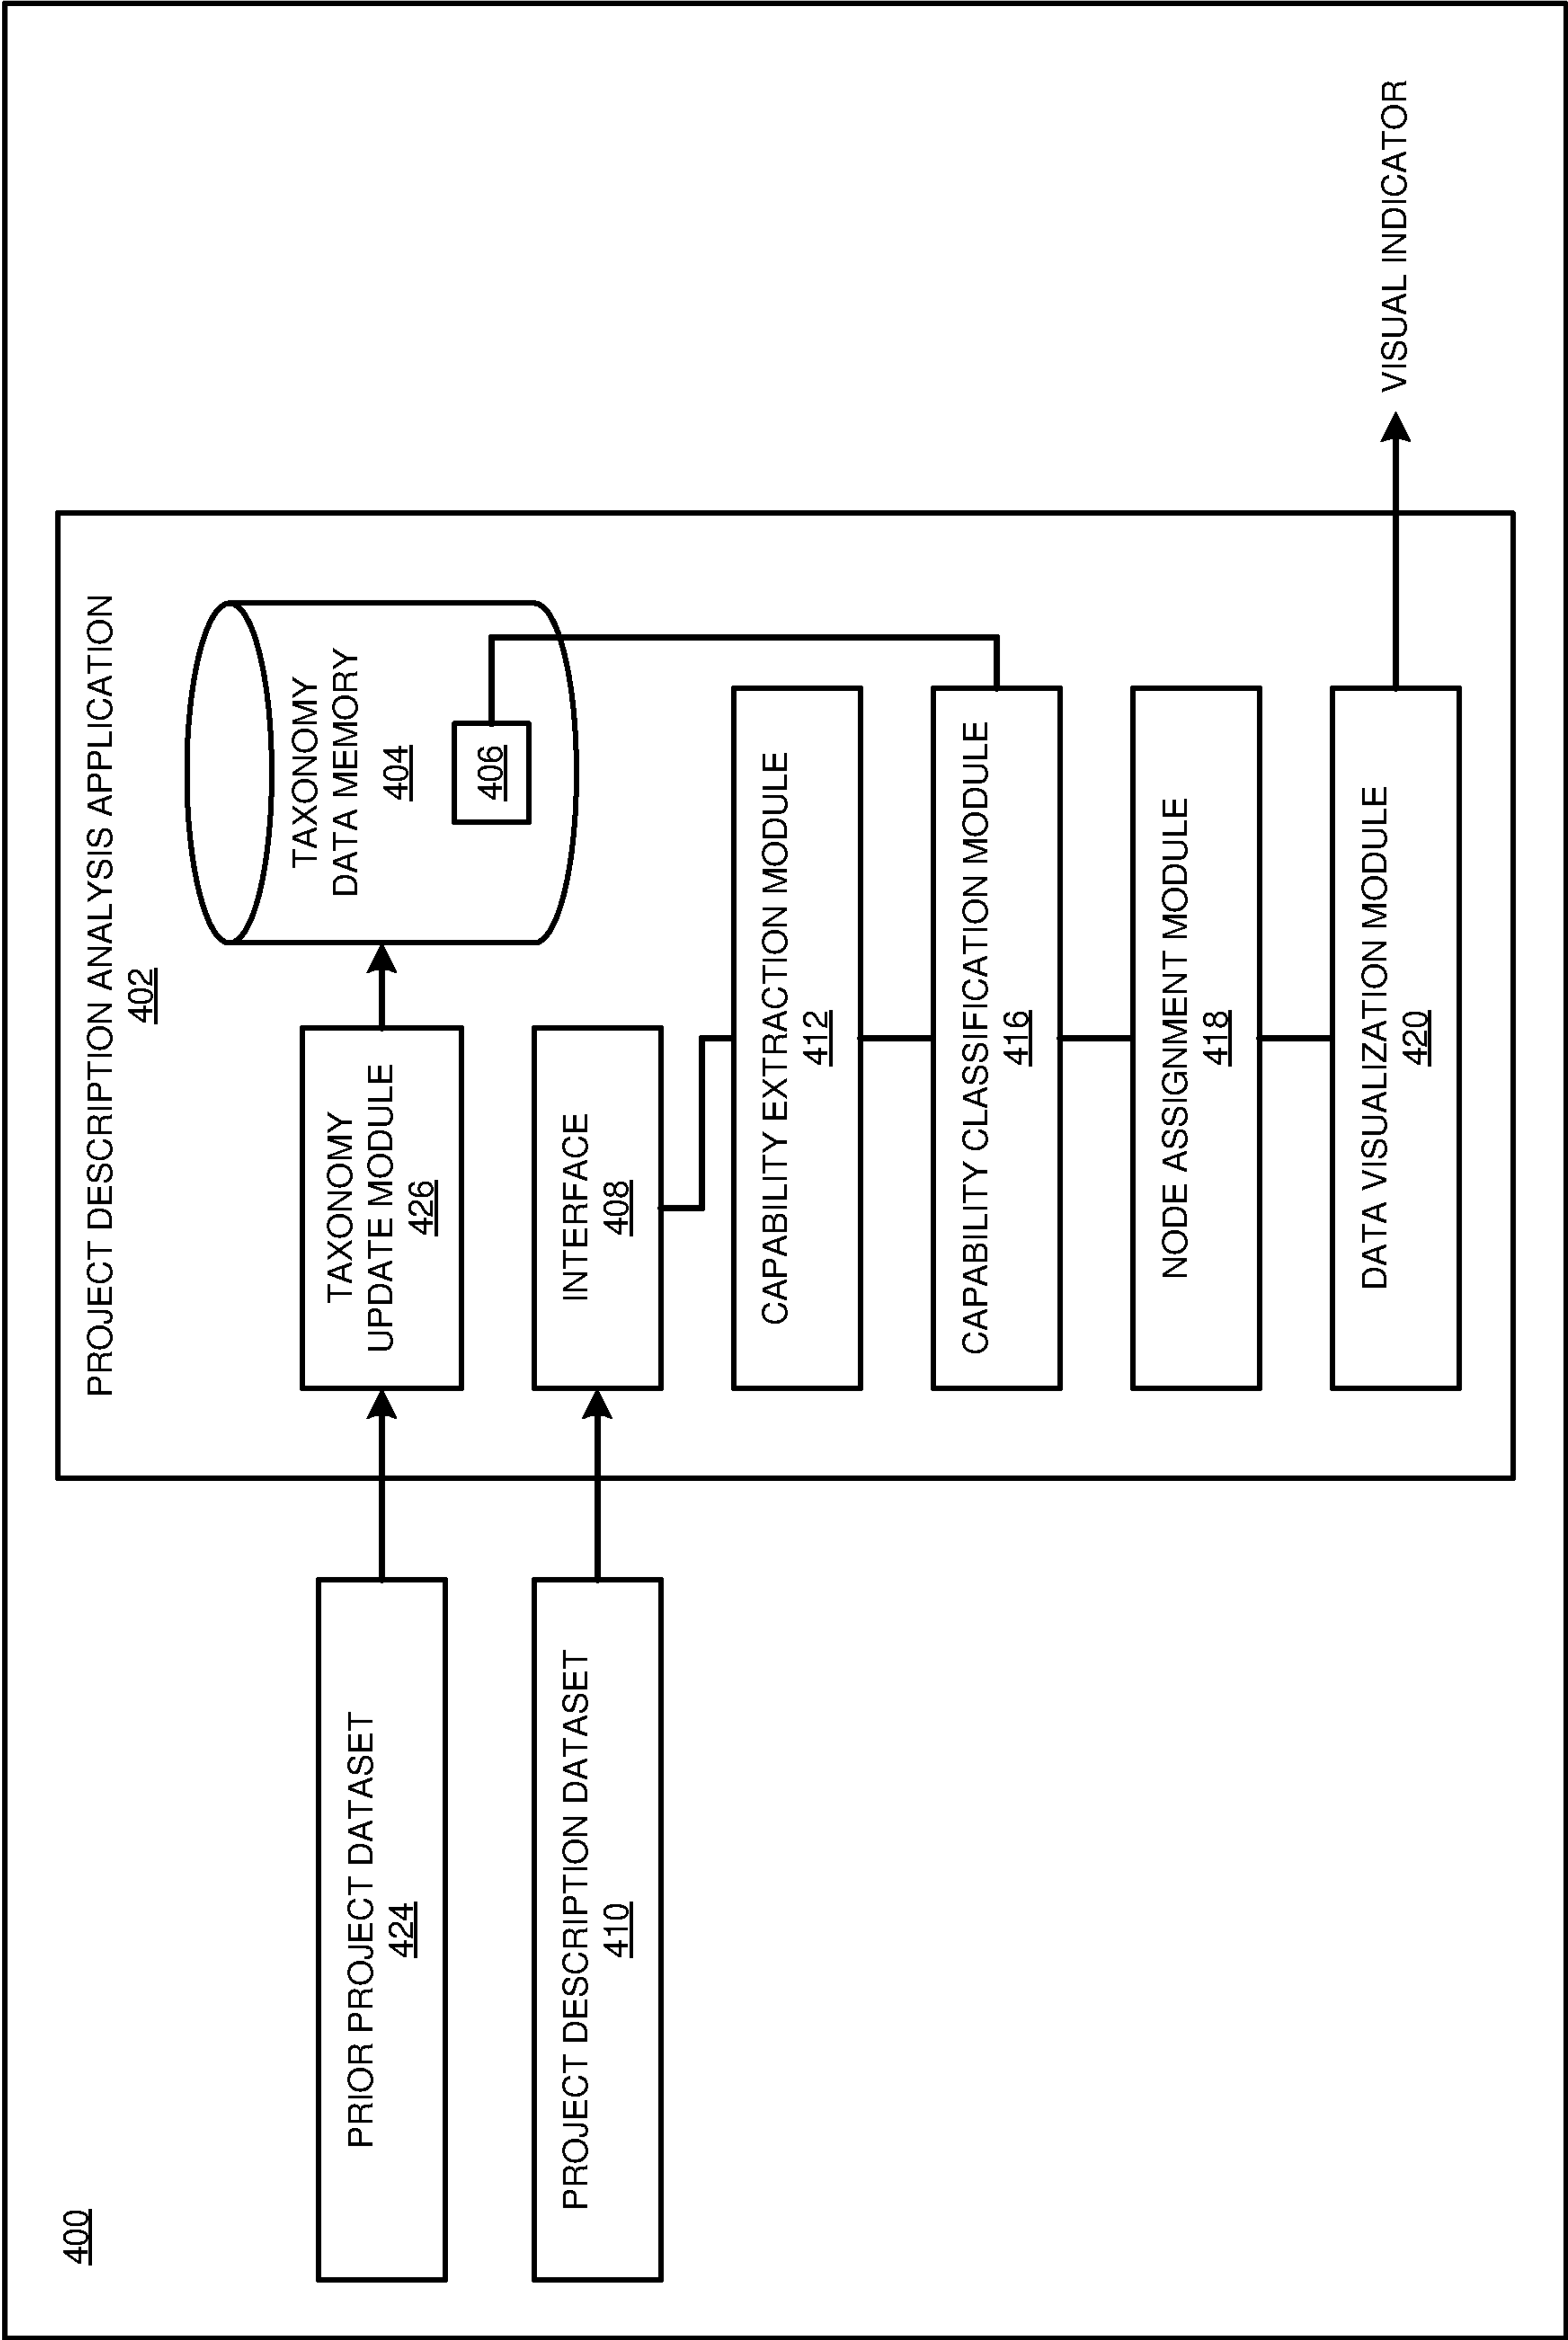 400
PROJECT DESCRIPTION ANALYSIS APPLICATION
402
PRIOR PROJECT DATASET
424
TAXONOMY
UPDATE MODULE
426
TAXONOMY
DATA MEMORY
404
406
PROJECT DESCRIPTION DATASET
410
INTERFACE
408
CAPABILITY EXTRACTION MODULE
412
CAPABILITY CLASSIFICATION MODULE
416
NODE ASSIGNMENT MODULE
418
DATA VISUALIZATION MODULE
420
VISUAL INDICATOR